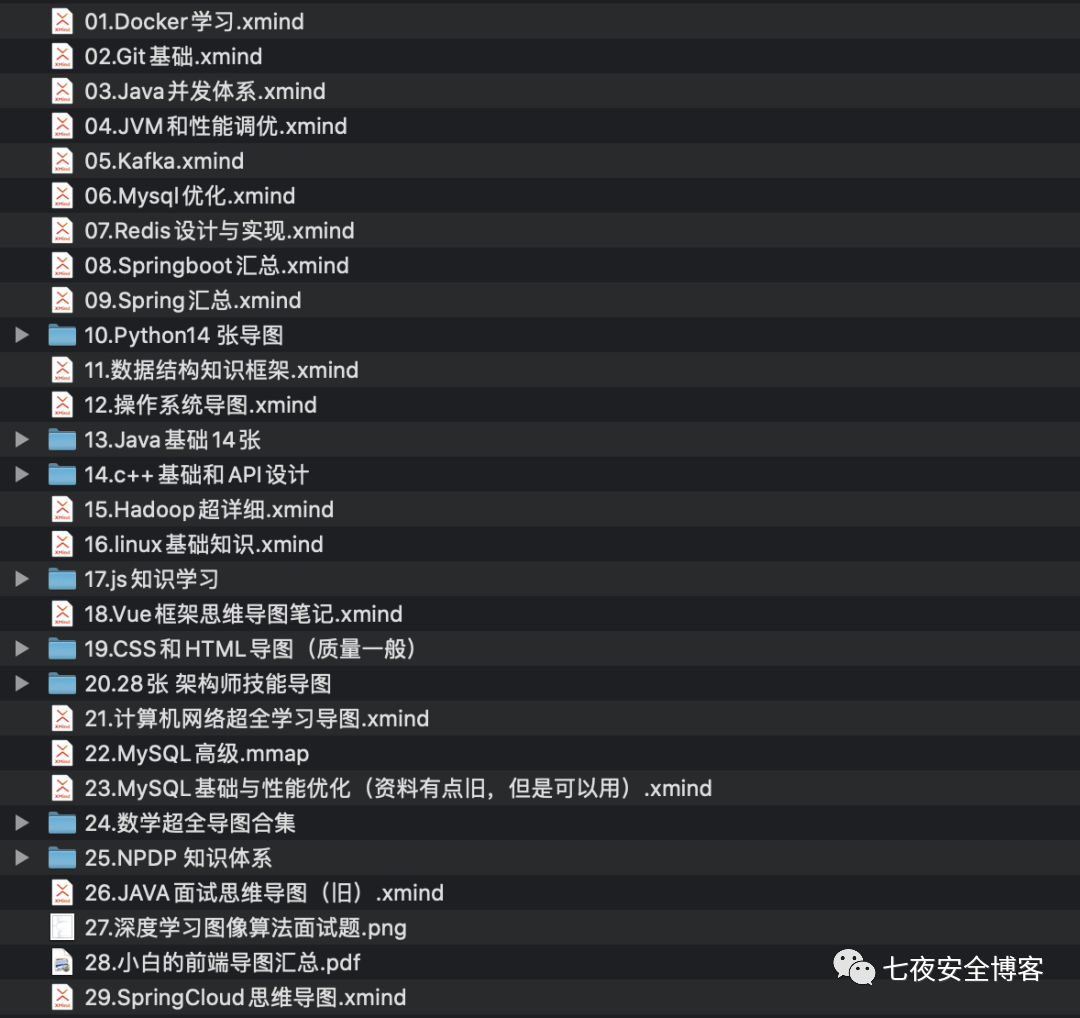 01.Docker学习.xmind
02.Git基础.xmind
03.Java并发体系.xmind
04.JVM和性能调优.xmind
05.Kafka.xmind
06.Mysql优化.xmind
07.Redis设计与实现.xmind
08.Springboot汇总.xmind
09.Spring汇总.xmind
10.Python14 张导图
11.数据结构知识框架.xmind
12.操作系统导图.xmind
13.Java基础14张
14.c++基础和API设计
15.Hadoop超详细.xmind
16.linux基础知识.xmind
17.js知识学习
18.Vue框架思维导图笔记.xmind
19.CSS和HTML导图（质量一般）
20.28张 架构师技能导图
21.计算机网络超全学习导图.xmind
22.MySQL高级.mmap
23.MySQL基础与性能优化（资料有点旧，但是可以用）.xmind
24.数学超全导图合集
25.NPDP 知识体系
26.JAVA面试思维导图（旧）.xmind
27.深度学习图像算法面试题.png
28.小白的前端导图汇总.pdf
七夜安全博客
29.SpringCloud思维导图.xmind